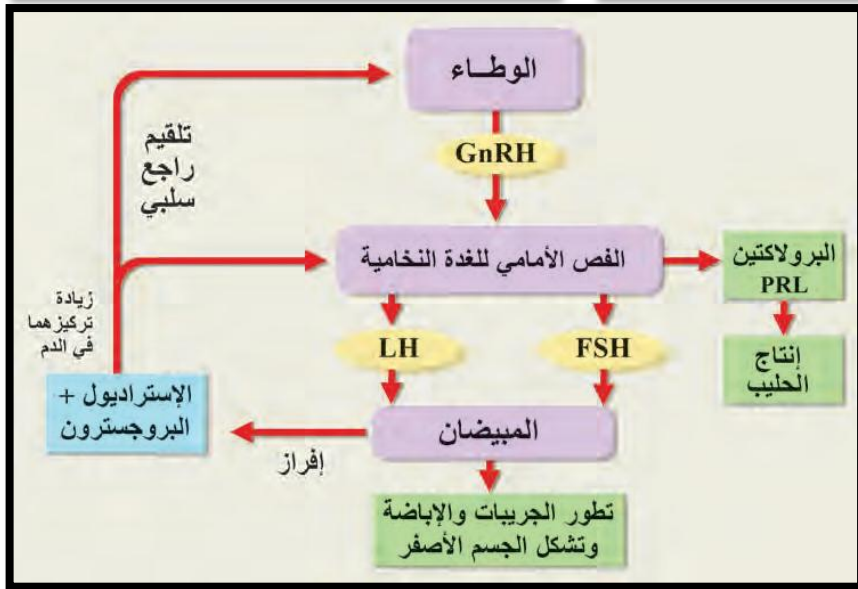 الوطــاء
GnRH
تلقيم
راجع
سلبي
الفص الأمامي للغدة النخامية
البرولاكتين
PRL
زيادة
تركيزهما
في الدم
LH
FSH
إنتاج
الحليب
الإستراديول +
البروجسترون
المبيضان
إفراز
تطور الجريبات والإباضة
وتشكل الجسم الأصفر